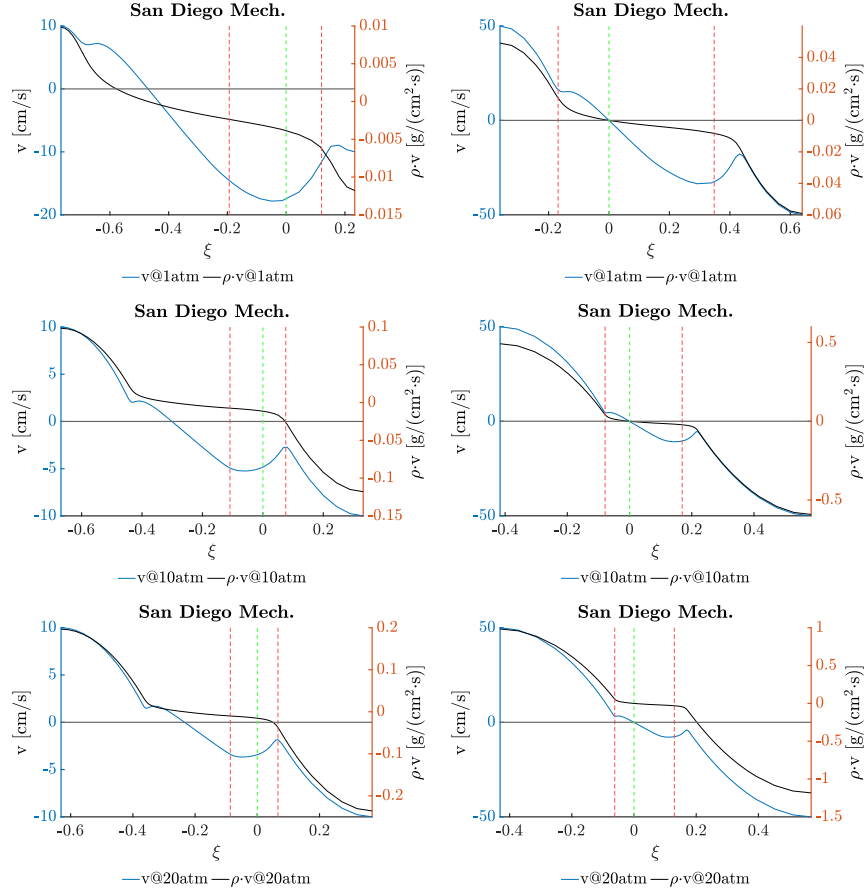 San Diego Mech.
10
5
0
-5
-10
-15
-20
v [cm/s]
0.01
0.005
0
-0.005
-0.01
-0.015
ρ·v [g/(cm²·s)]
-0.6 -0.4 -0.2 0 0.2
ξ
v@1atm ρ·v@1atm
San Diego Mech.
50
0
-50
v [cm/s]
0.04
0.02
0
-0.02
-0.04
-0.06
ρ·v [g/(cm²·s)]
-0.2 0 0.2 0.4 0.6
ξ
v@1atm ρ·v@1atm
San Diego Mech.
10
5
0
-5
-10
v [cm/s]
0.1
0.05
0
-0.05
-0.1
-0.15
ρ·v [g/(cm²·s)]
-0.6 -0.4 -0.2 0 0.2
ξ
v@10atm ρ·v@10atm
San Diego Mech.
50
0
-50
v [cm/s]
0.5
0
-0.5
ρ·v [g/(cm²·s)]
-0.4 -0.2 0 0.2 0.4
ξ
v@10atm ρ·v@10atm
San Diego Mech.
10
5
0
-5
-10
v [cm/s]
0.2
0.1
0
-0.1
-0.2
ρ·v [g/(cm²·s)]
-0.6 -0.4 -0.2 0 0.2
ξ
v@20atm ρ·v@20atm
San Diego Mech.
50
0
-50
v [cm/s]
1
0.5
0
-0.5
-1
-1.5
ρ·v [g/(cm²·s)]
-0.4 -0.2 0 0.2 0.4
ξ
v@20atm ρ·v@20atm